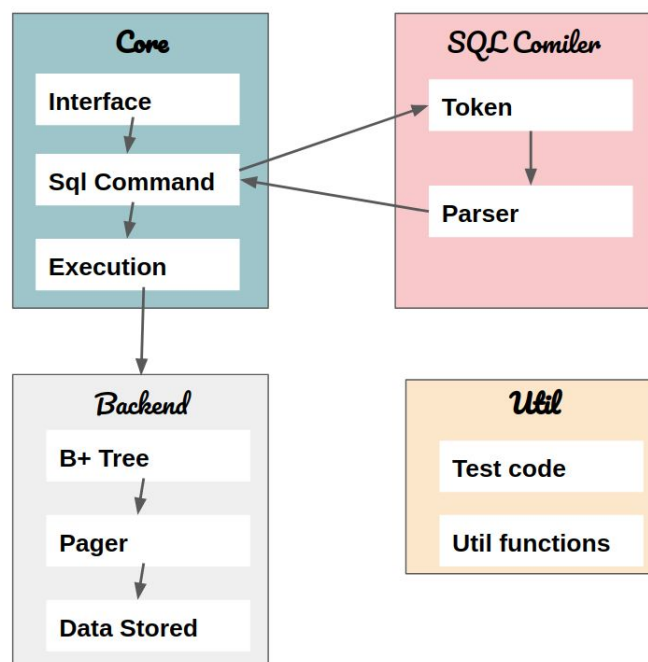 Core
Interface
Sql Command
Execution
SQL Comiler
Token
Parser
Backend
B+ Tree
Pager
Data Stored
Util
Test code
Util functions